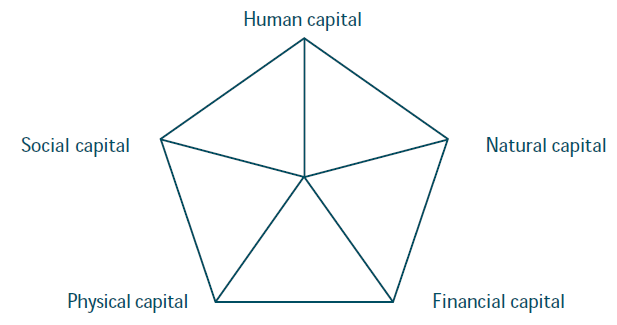 Human capital
Social capital
Natural capital
Physical capital
Financial capital